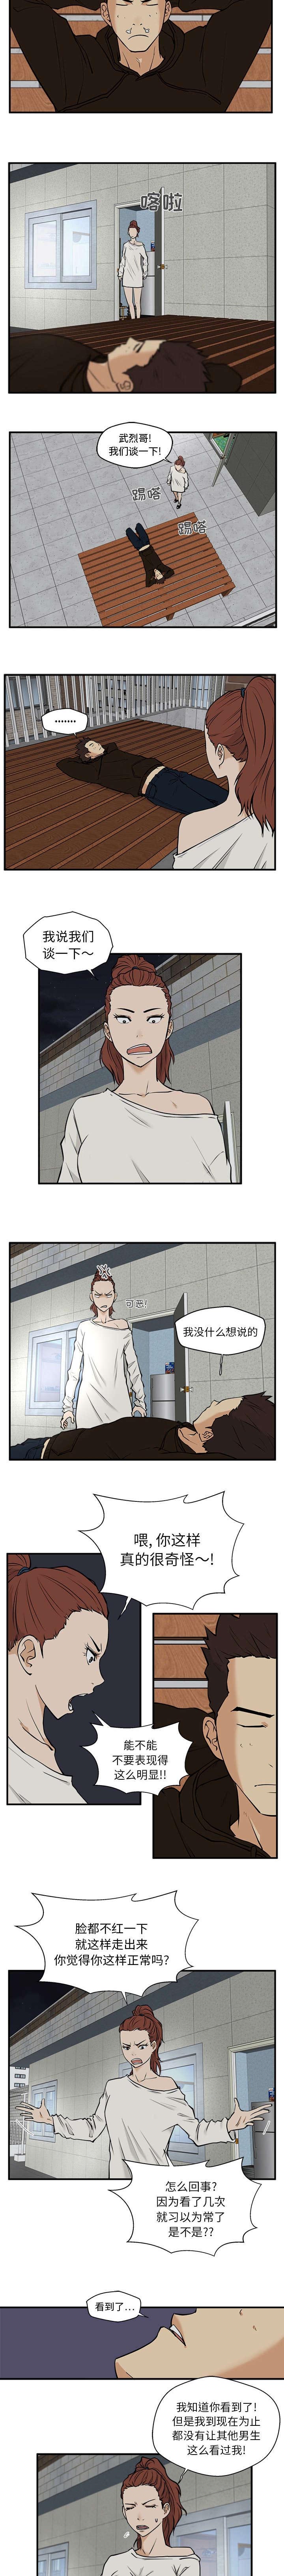 喀啦
武烈哥!
我们谈一下!
踢嗒
踢嗒
.......
我说我们
谈一下～
可恶!
我没什么想说的
喂, 你这样
真的很奇怪～!
能不能
不要表现得
这么明显!!
脸都不红一下
就这样走出来
你觉得你这样正常吗?
怎么回事?
因为看了几次
就习以为常了
是不是??
看到了...
我知道你看到了!
但是我到现在为止
都没有让其他男生
这么看过我!